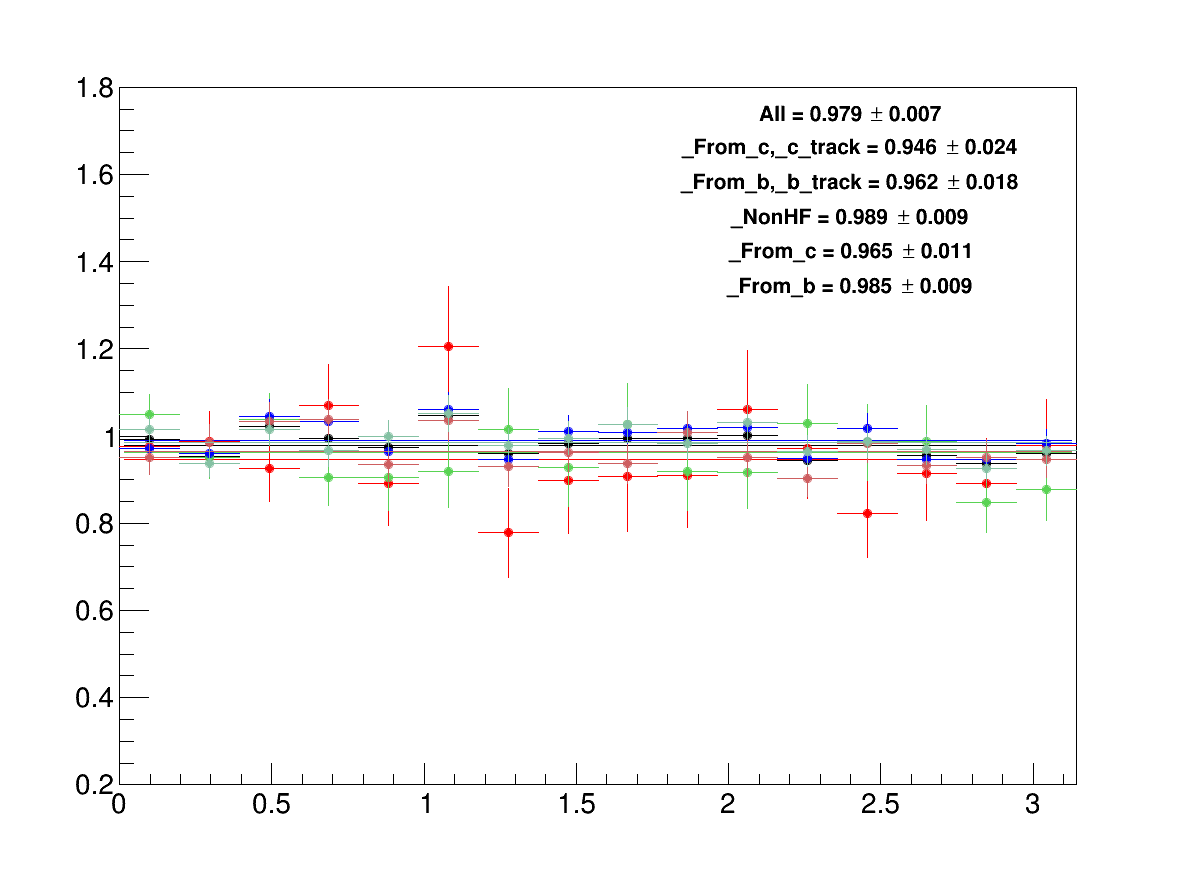 1.8
All = 0.979 ± 0.007
_From_c,_c_track = 0.946 ± 0.024
1.6
_From_b,_b_track = 0.962 ± 0.018
_NonHF = 0.989 ± 0.009
_From_c = 0.965 ± 0.011
1.4
_From_b = 0.985 ± 0.009
1.2
1
0.8
0.6
0.4
0.2
0 0.5 1 1.5 2 2.5 3